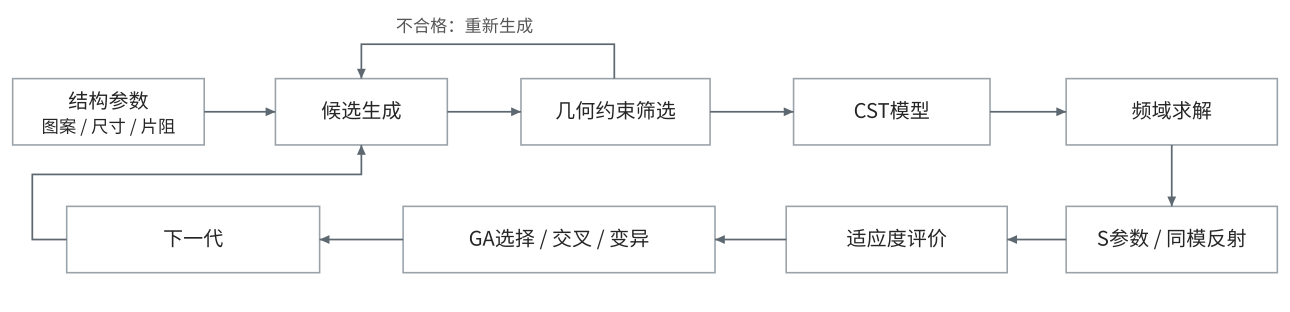 不合格：重新生成
结构参数
图案 / 尺寸 / 片阻
候选生成
几何约束筛选
CST模型
频域求解
下一代
GA选择 / 交叉 / 变异
适应度评价
S参数 / 同模反射